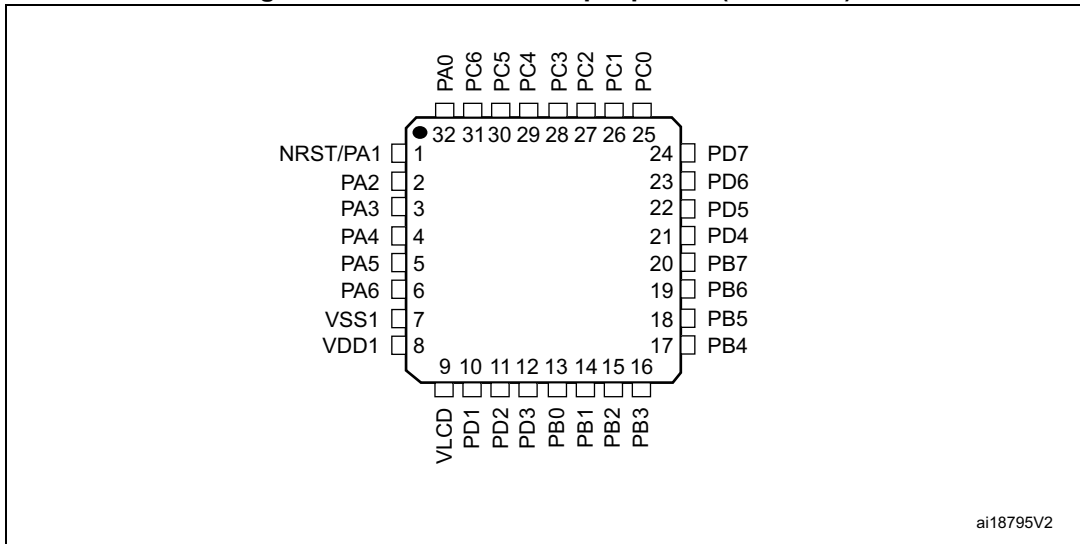 PA0 PC6 PC5 PC4 PC3 PC2 PC1 PC0
32 31 30 29 28 27 26 25
NRST/PA1 1 24 PD7
PA2 2 23 PD6
PA3 3 22 PD5
PA4 4 21 PD4
PA5 5 20 PB7
PA6 6 19 PB6
VSS1 7 18 PB5
VDD1 8 17 PB4
9 10 11 12 13 14 15 16
VLCD PD1 PD2 PD3 PB0 PB1 PB2 PB3
ai18795V2